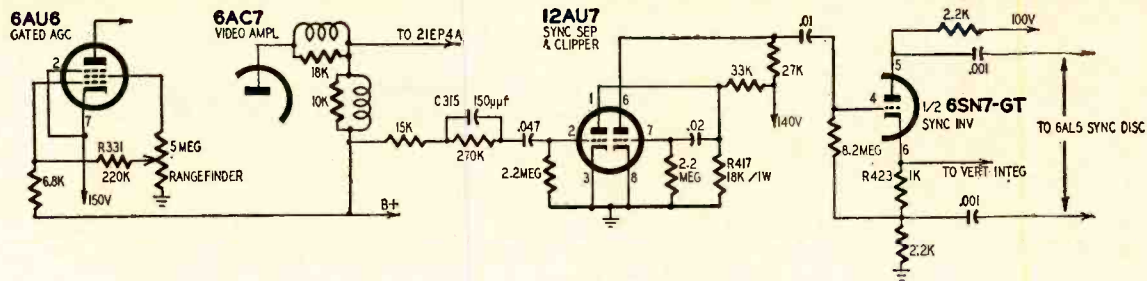 6AU6
GATED AGC
2
7
R331
220K
5 MEG
RANGEFINDER
6.8K
150V
6AC7
VIDEO AMPL
18K
10K
TO 21EP4A
B+
15K
C315
150μμf
270K
.047
2.2MEG
12AU7
SYNC SEP
& CLIPPER
1
6
2
7
3
8
.02
2.2
MEG
R417
18K/1W
33K
27K
140V
.01
8.2MEG
2.2K
100V
5
.001
4
1/2 6SN7-GT
SYNC INV
6
TO VERT INTEG
R423
1K
.001
2.2K
TO 6AL5 SYNC DISC